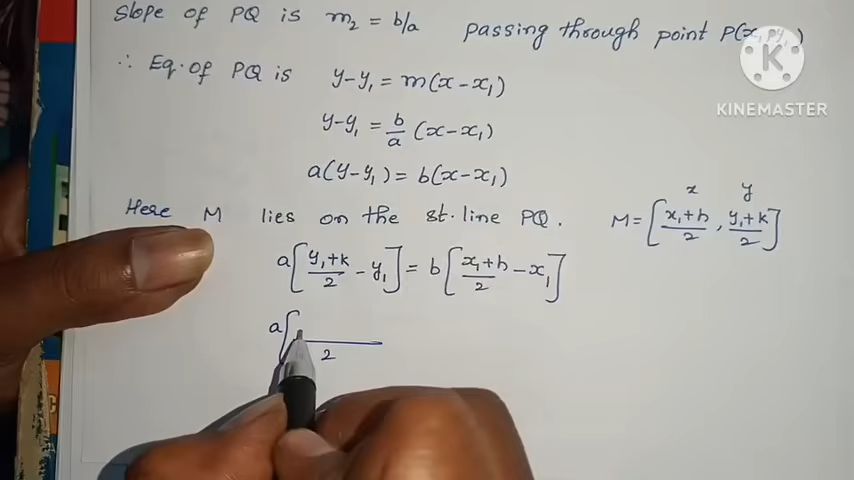 Slope of PQ is m₂ = b/a passing through point P(x₁,
K
KINEMASTER
∴ Eq. of PQ is y-y₁ = m(x-x₁)
y-y₁ = b/a (x-x₁)
a(y-y₁) = b(x-x₁)
x y
Here M lies on the st. line PQ. M = [x₁+h/2, y₁+k/2]
a[y₁+k/2 - y₁] = b[x₁+h/2 - x₁]
a[ /2